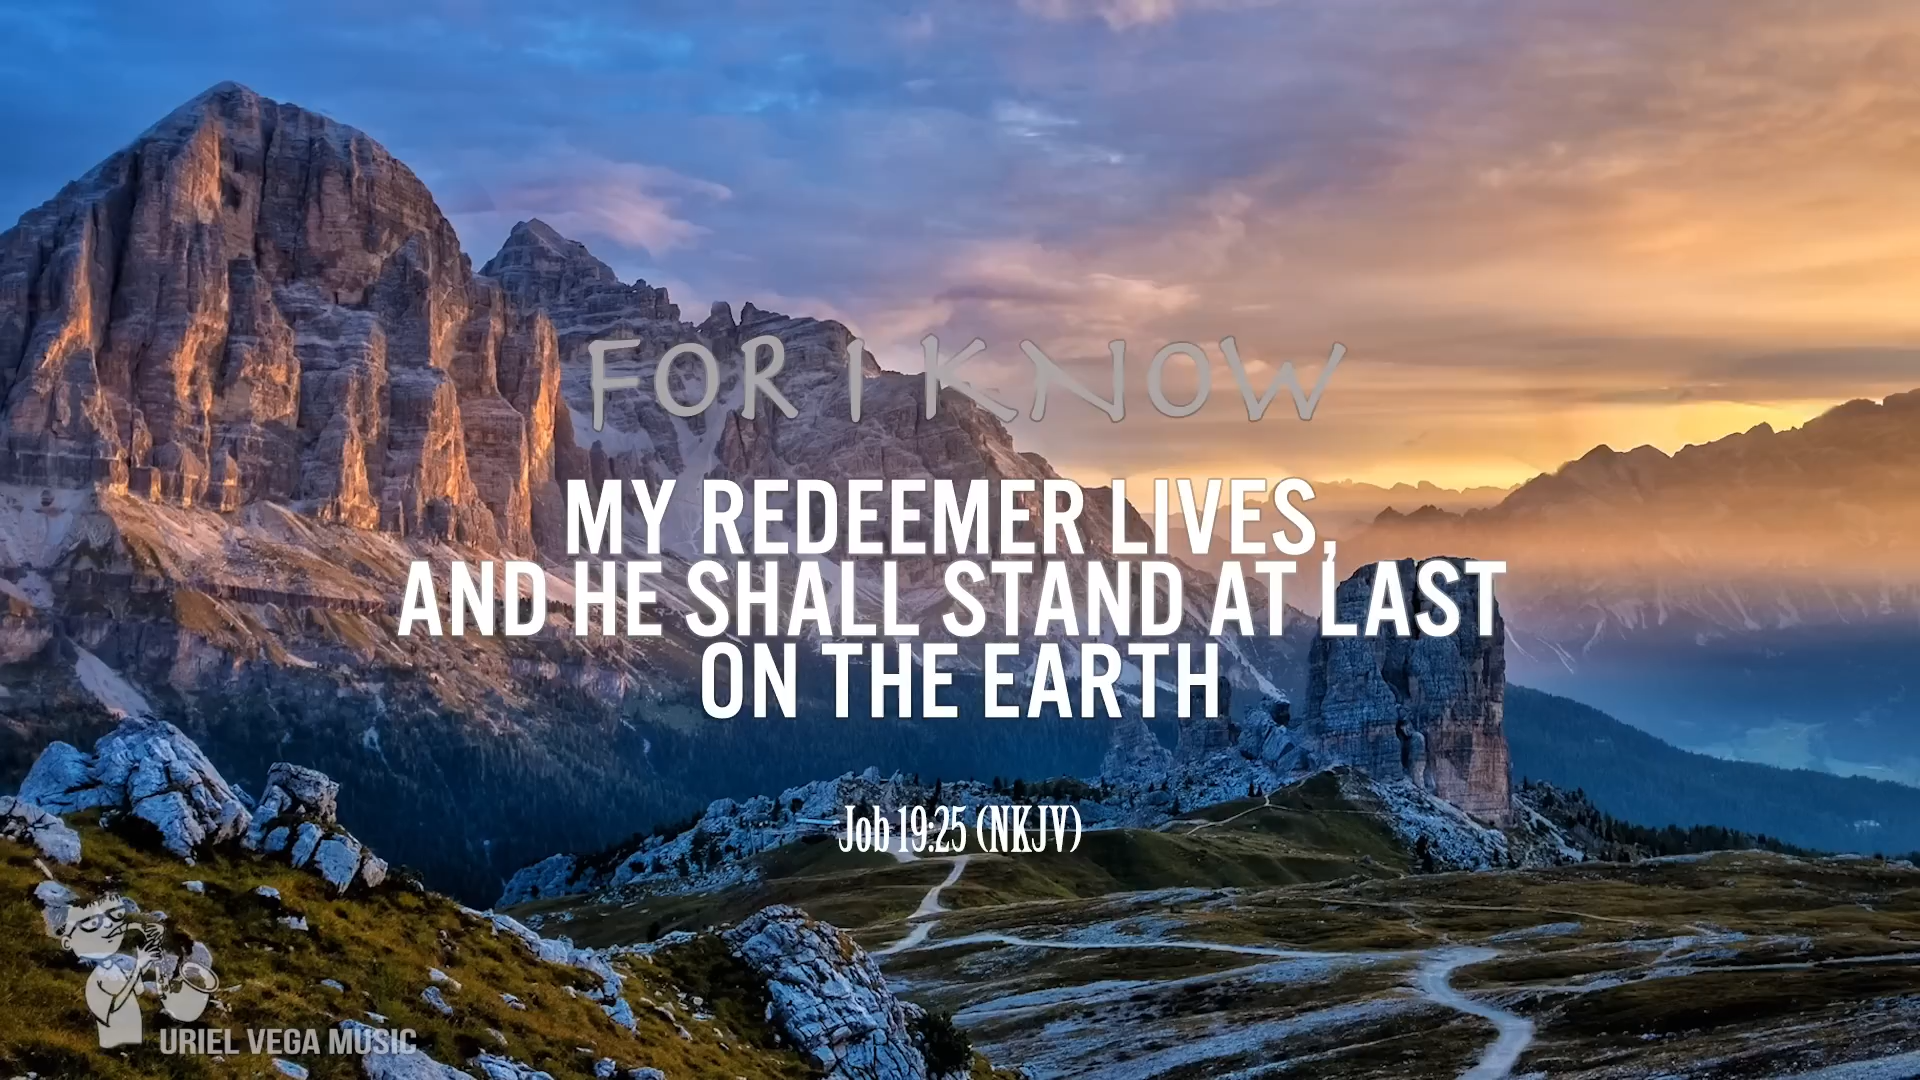 FOR I KNOW
MY REDEEMER LIVES,
AND HE SHALL STAND AT LAST
ON THE EARTH
Job 19:25 (NKJV)
URIEL VEGA MUSIC